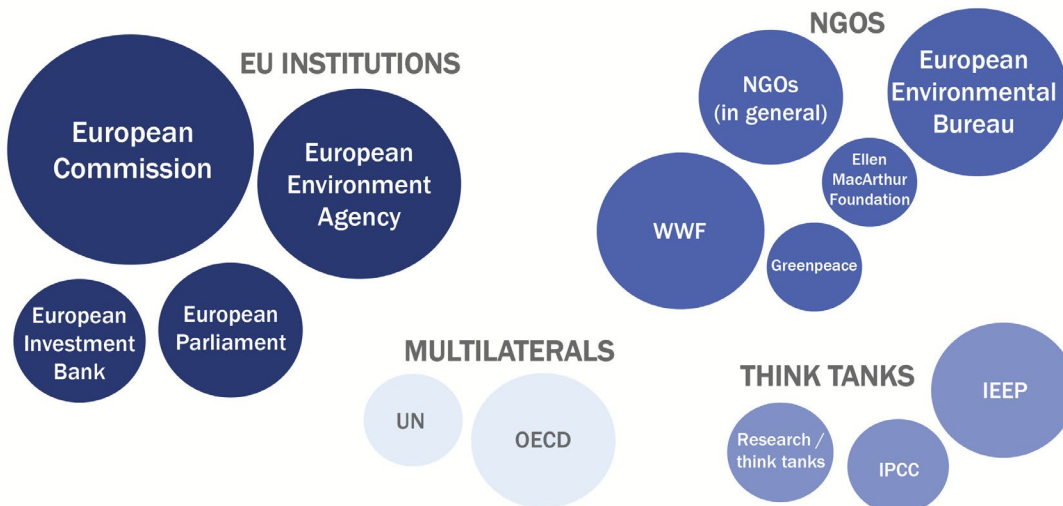 EU INSTITUTIONS
European
Commission
European
Environment
Agency
European
Investment
Bank
European
Parliament
NGOS
NGOs
(in general)
European
Environmental
Bureau
Ellen
MacArthur
Foundation
WWF
Greenpeace
MULTILATERALS
UN
OECD
THINK TANKS
IEEP
Research /
think tanks
IPCC